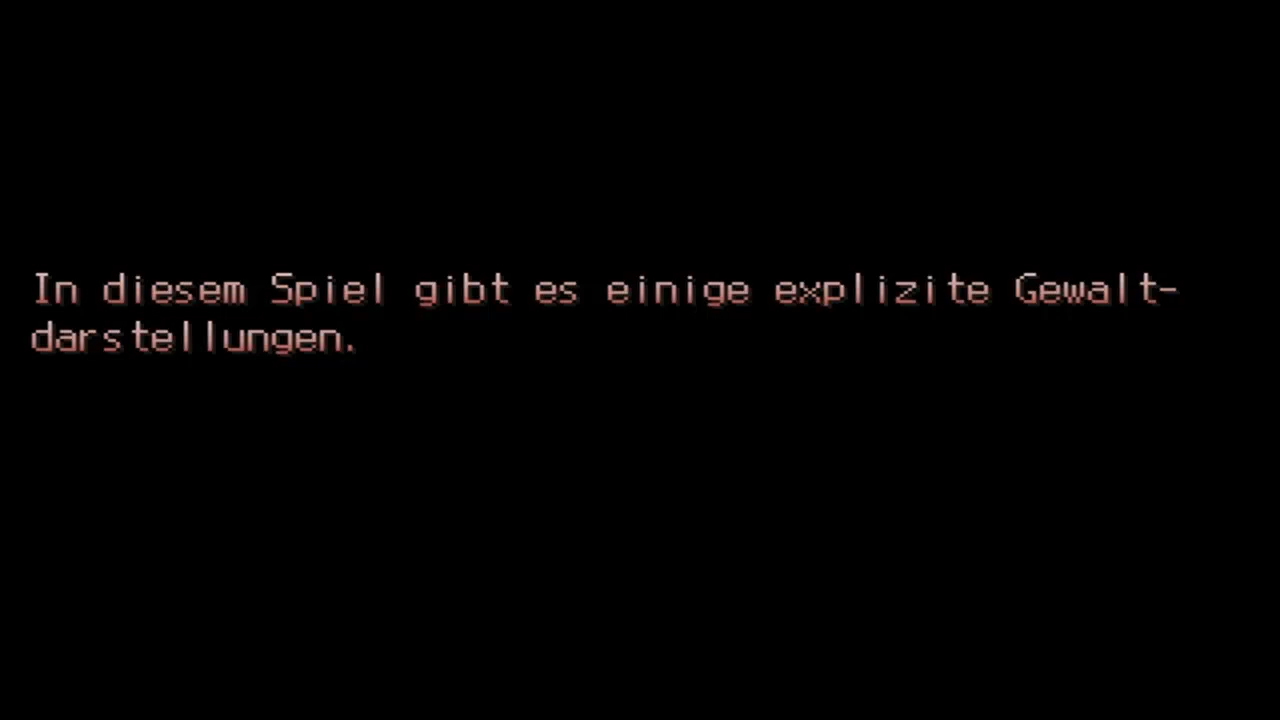 In diesem Spiel gibt es einige explizite Gewalt-
darstellungen.